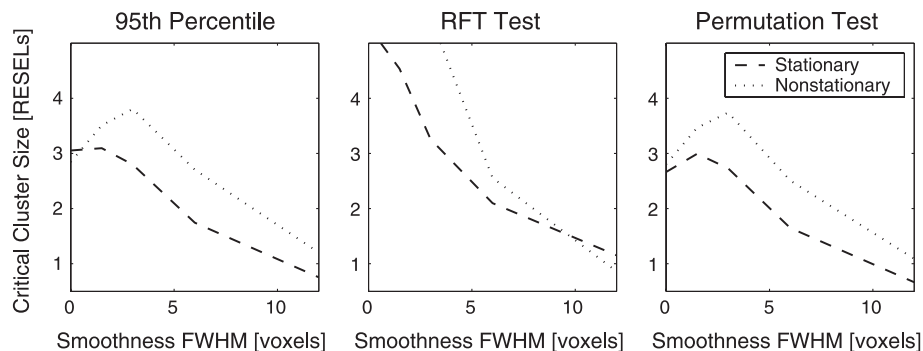 95th Percentile
RFT Test
Permutation Test
Critical Cluster Size [RESELs]
4
3
2
1
0
5
10
Smoothness FWHM [voxels]
4
3
2
1
0
5
10
Smoothness FWHM [voxels]
Stationary
Nonstationary
4
3
2
1
0
5
10
Smoothness FWHM [voxels]